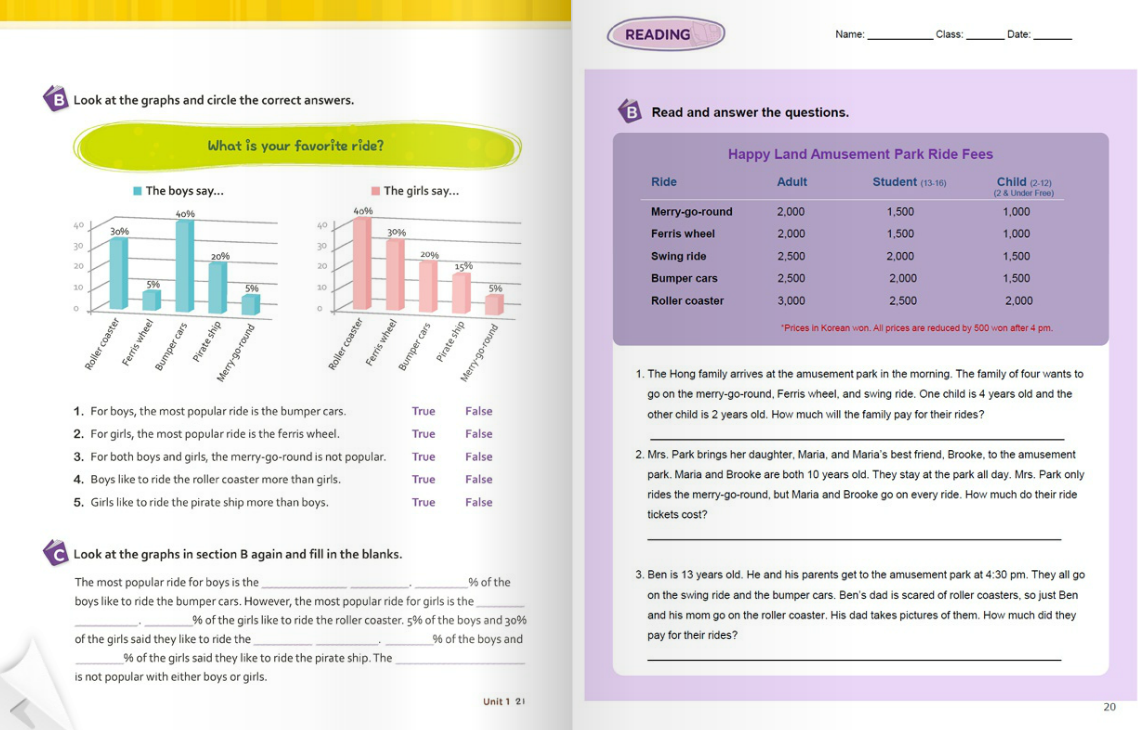 B Look at the graphs and circle the correct answers.
What is your favorite ride?
The boys say...
40
30
20
10
0
30%
5%
40%
20%
5%
Roller coaster
Ferris wheel
Bumper cars
Pirate ship
Merry-go-round
The girls say...
40
30
20
10
0
40%
30%
20%
15%
5%
Roller coaster
Ferris wheel
Bumper cars
Pirate ship
Merry-go-round
1. For boys, the most popular ride is the bumper cars. True False
2. For girls, the most popular ride is the ferris wheel. True False
3. For both boys and girls, the merry-go-round is not popular. True False
4. Boys like to ride the roller coaster more than girls. True False
5. Girls like to ride the pirate ship more than boys. True False
C Look at the graphs in section B again and fill in the blanks.
The most popular ride for boys is the ________ ________. ________% of the
boys like to ride the bumper cars. However, the most popular ride for girls is the ________
________. ________% of the girls like to ride the roller coaster. 5% of the boys and 30%
of the girls said they like to ride the ________ ________. ________% of the boys and
________% of the girls said they like to ride the pirate ship. The ________________
is not popular with either boys or girls.
Unit 1 21
READING
Name: ________ Class: ________ Date: ________
B Read and answer the questions.
Happy Land Amusement Park Ride Fees
Ride Adult Student (13-16) Child (2-12)
(2 & Under Free)
Merry-go-round 2,000 1,500 1,000
Ferris wheel 2,000 1,500 1,000
Swing ride 2,500 2,000 1,500
Bumper cars 2,500 2,000 1,500
Roller coaster 3,000 2,500 2,000
*Prices in Korean won. All prices are reduced by 500 won after 4 pm.
1. The Hong family arrives at the amusement park in the morning. The family of four wants to
go on the merry-go-round, Ferris wheel, and swing ride. One child is 4 years old and the
other child is 2 years old. How much will the family pay for their rides?
2. Mrs. Park brings her daughter, Maria, and Maria's best friend, Brooke, to the amusement
park. Maria and Brooke are both 10 years old. They stay at the park all day. Mrs. Park only
rides the merry-go-round, but Maria and Brooke go on every ride. How much do their ride
tickets cost?
3. Ben is 13 years old. He and his parents get to the amusement park at 4:30 pm. They all go
on the swing ride and the bumper cars. Ben's dad is scared of roller coasters, so just Ben
and his mom go on the roller coaster. His dad takes pictures of them. How much did they
pay for their rides?
20